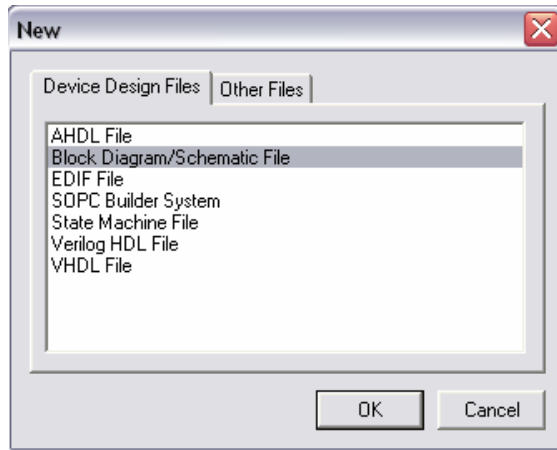 New
Device Design Files
Other Files
AHDL File
Block Diagram/Schematic File
EDIF File
SOPC Builder System
State Machine File
Verilog HDL File
VHDL File
OK
Cancel